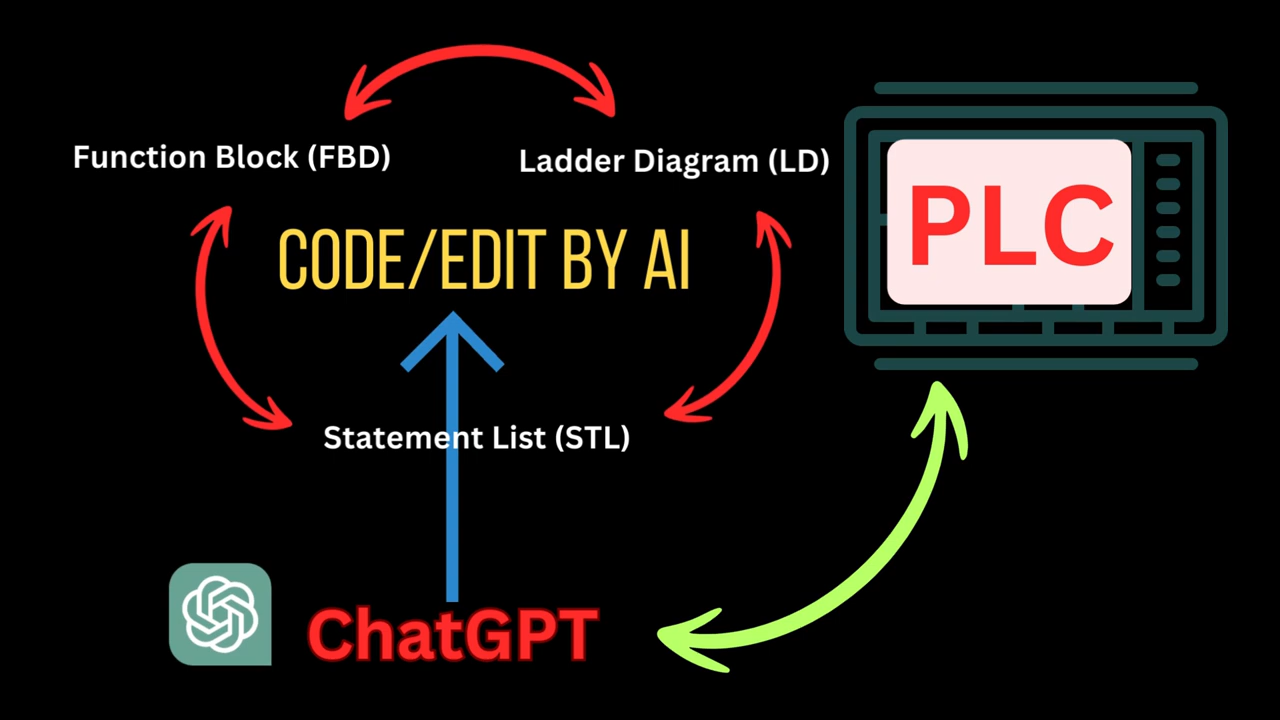 Function Block (FBD)
Ladder Diagram (LD)
PLC
CODE/EDIT BY AI
Statement List (STL)
ChatGPT